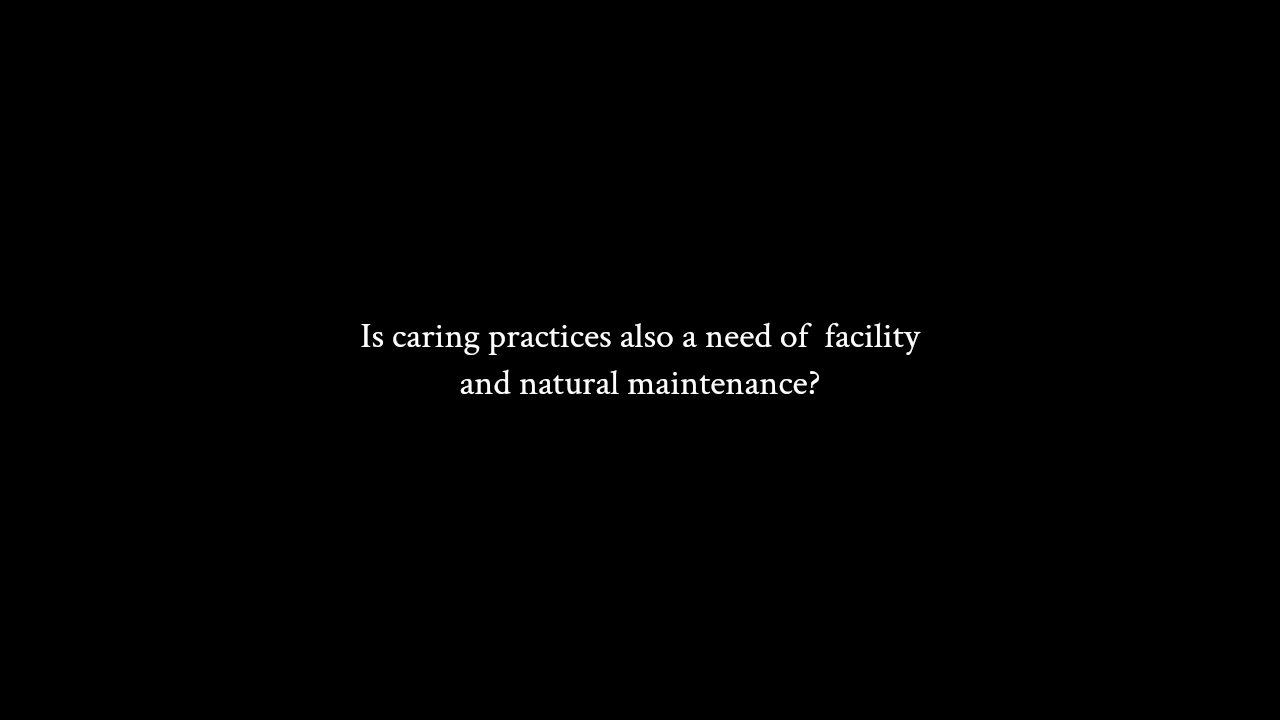 Is caring practices also a need of  facility
and natural maintenance?